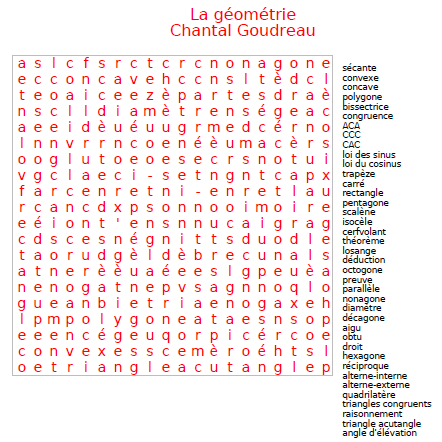 La géométrie
Chantal Goudreau
a s l c f s r c t c r c n o n a g o n e
e c c o n c a v e h c c n s l t è d c l
t e o a i c e e z è p a r t e s d r a è
n s c l l d i a m è t r e n s é g e a c
a e e i d è u é u u g r m e d c é r n o
l n n v r r n c o e n é è u m a c è r s
o o g l u t o e o e s e c r s n o t u i
v g c l a e c i - s e t n g n t c a p x
f a r c e n r e t n i - e n r e t l a u
r c a n c d x p s o n n o o i m o i r e
e é i o n t ' e n s n n u c a i g r a g
c d s c e s n é g n i t t s d u o d l e
t a o r u d g è l d è b r e c u n a l s
a t n e r è è u a é e e s l g p e u è a
n e n o g a t n e p v s a g n n o q l o
g u e a n b i e t r i a e n o g a x e h
l p m p o l y g o n e a t a e s n s o p
e e e n c é g e u q o r p i c é r c o e
c o n v e x e s s c e m è r o é h t s l
o e t r i a n g l e a c u t a n g l e p
sécante
convexe
concave
polygone
bissectrice
congruence
ACA
CCC
CAC
loi des sinus
loi du cosinus
trapèze
carré
rectangle
pentagone
scalène
isocèle
cerfvolant
théorème
losange
déduction
octogone
preuve
parallèle
nonagone
diamètre
décagone
aigu
obtu
droit
hexagone
réciproque
alterne-interne
alterne-externe
quadrilatère
triangles congruents
raisonnement
triangle acutangle
angle d'élévation